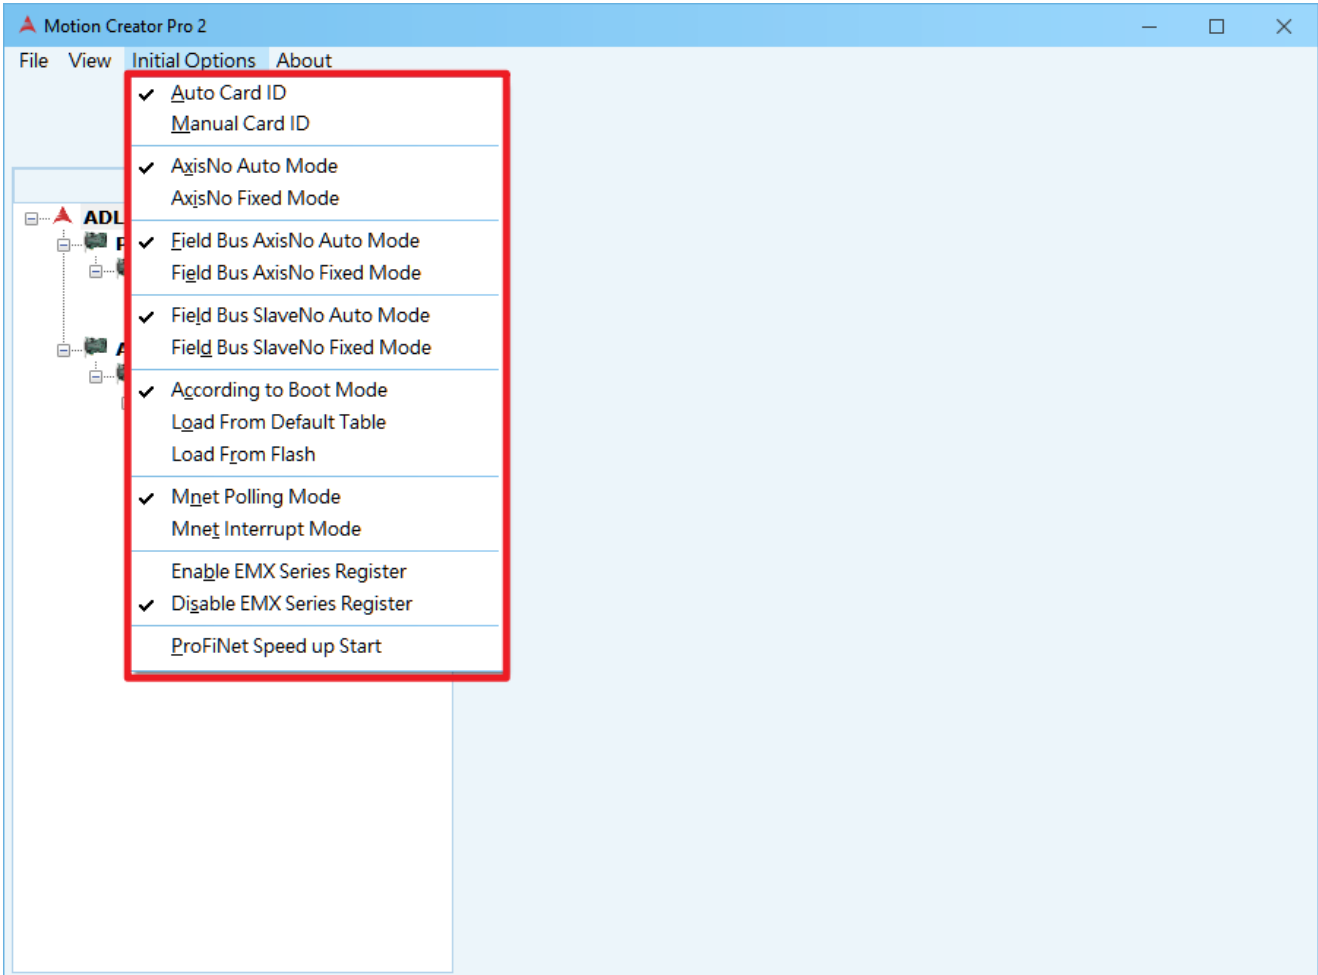 Motion Creator Pro 2
File View Initial Options About
Auto Card ID
Manual Card ID
AxisNo Auto Mode
AxisNo Fixed Mode
ADL
Field Bus AxisNo Auto Mode
Field Bus AxisNo Fixed Mode
Field Bus SlaveNo Auto Mode
Field Bus SlaveNo Fixed Mode
According to Boot Mode
Load From Default Table
Load From Flash
Mnet Polling Mode
Mnet Interrupt Mode
Enable EMX Series Register
Disable EMX Series Register
ProFiNet Speed up Start